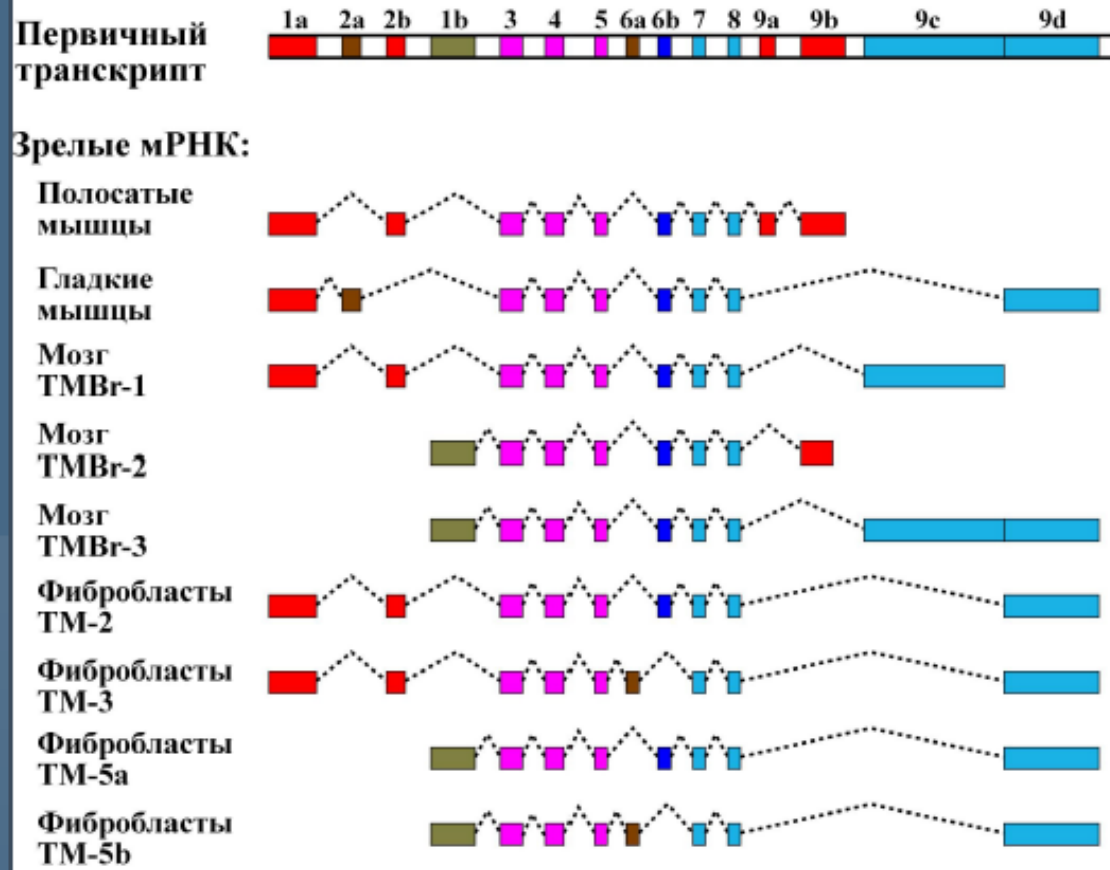 1a 2a 2b 1b 3 4 5 6a 6b 7 8 9a 9b 9c 9d
Первичный
транскрипт
Зрелые мРНК:
Полосатые
мышцы
Гладкие
мышцы
Мозг
TMBr-1
Мозг
TMBr-2
Мозг
TMBr-3
Фибробласты
TM-2
Фибробласты
TM-3
Фибробласты
TM-5a
Фибробласты
TM-5b